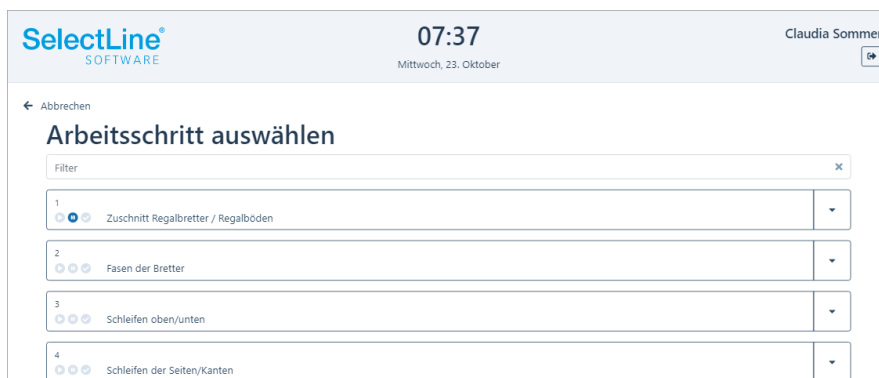 SelectLine®
SOFTWARE
07:37
Mittwoch, 23. Oktober
Claudia Sommer
Abbrechen
Arbeitsschritt auswählen
Filter
1
Zuschnitt Regalbretter / Regalböden
2
Fasen der Bretter
3
Schleifen oben/unten
4
Schleifen der Seiten/Kanten